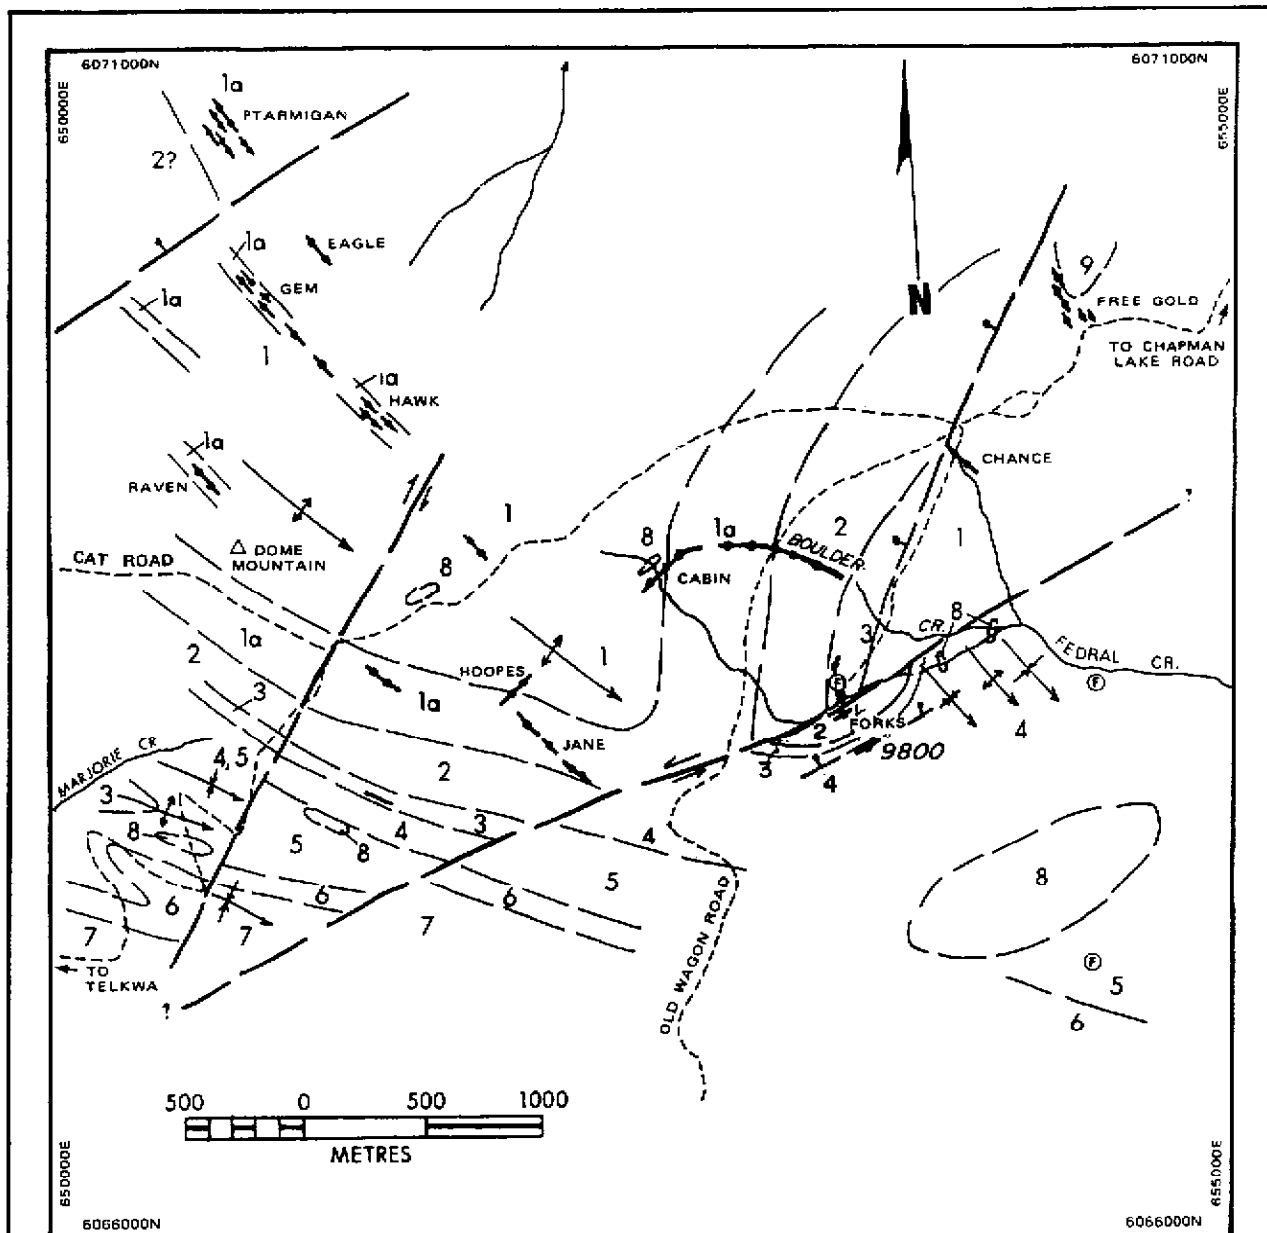 6071000N
6071000N
650000E
655000E
1a
PTARMIGAN
2?
1a
EAGLE
GEM
9
FREE GOLD
1a
N
TO CHAPMAN
LAKE ROAD
1
1a
HAWK
1a
RAVEN
CHANCE
?
1
8
1a
2
1
BOULDER
CAT ROAD
DOME
MOUNTAIN
8
CABIN
8
1a
CR.
3
FEDRAL CR.
2
HOOPES
1
F
F
3
1a
FORKS
4
2
9800
JANE
MARJORIE CR
4,5
2
3
4
3
8
5
4
3
4
8
5
6
6
5
8
6
7
7
7
OLD WAGON ROAD
F
TO
TELKWA
?
5
6
500 0 500 1000
METRES
650000E
655000E
6066000N
6066000N